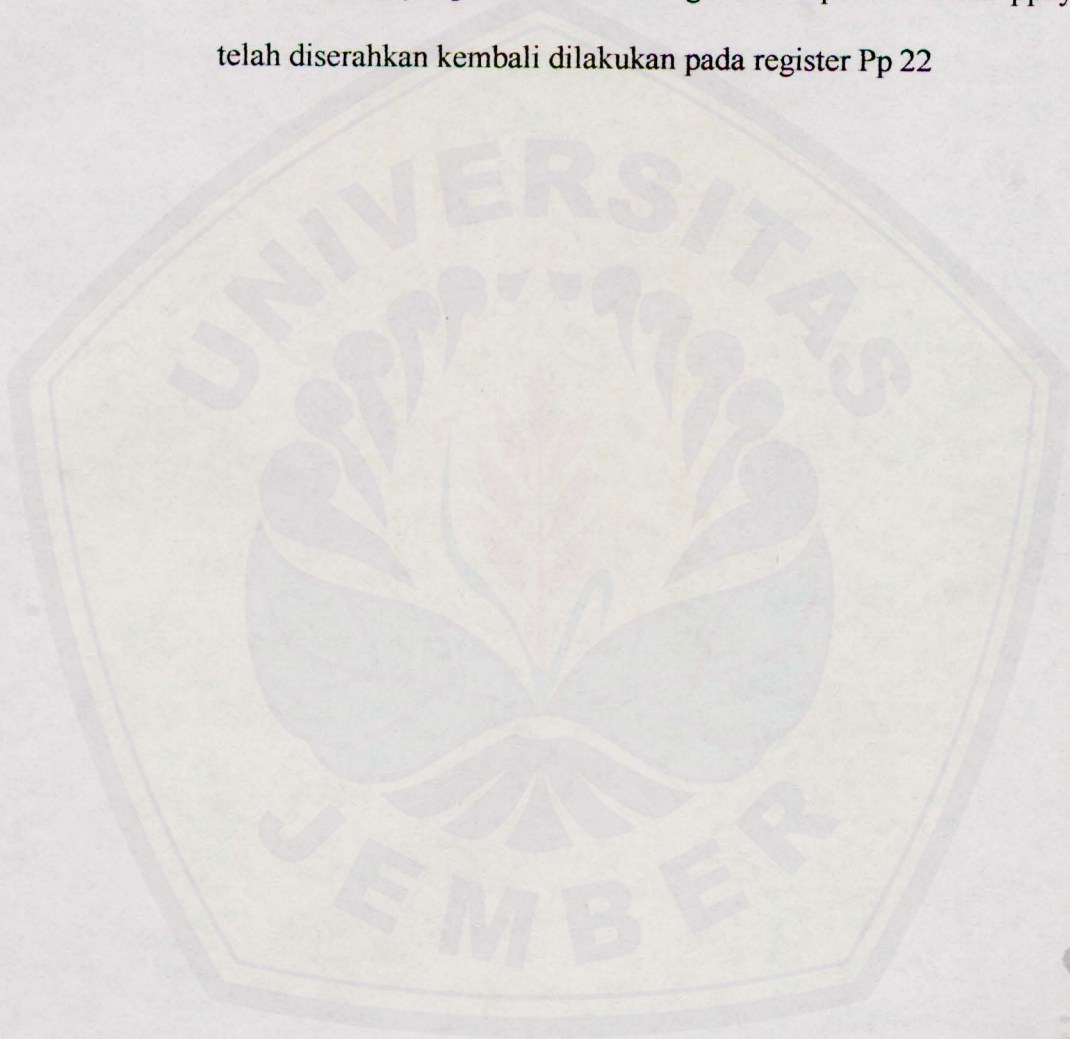 telah diserahkan kembali dilakukan pada register Pp 22
UNIVERSITAS
JEMBER